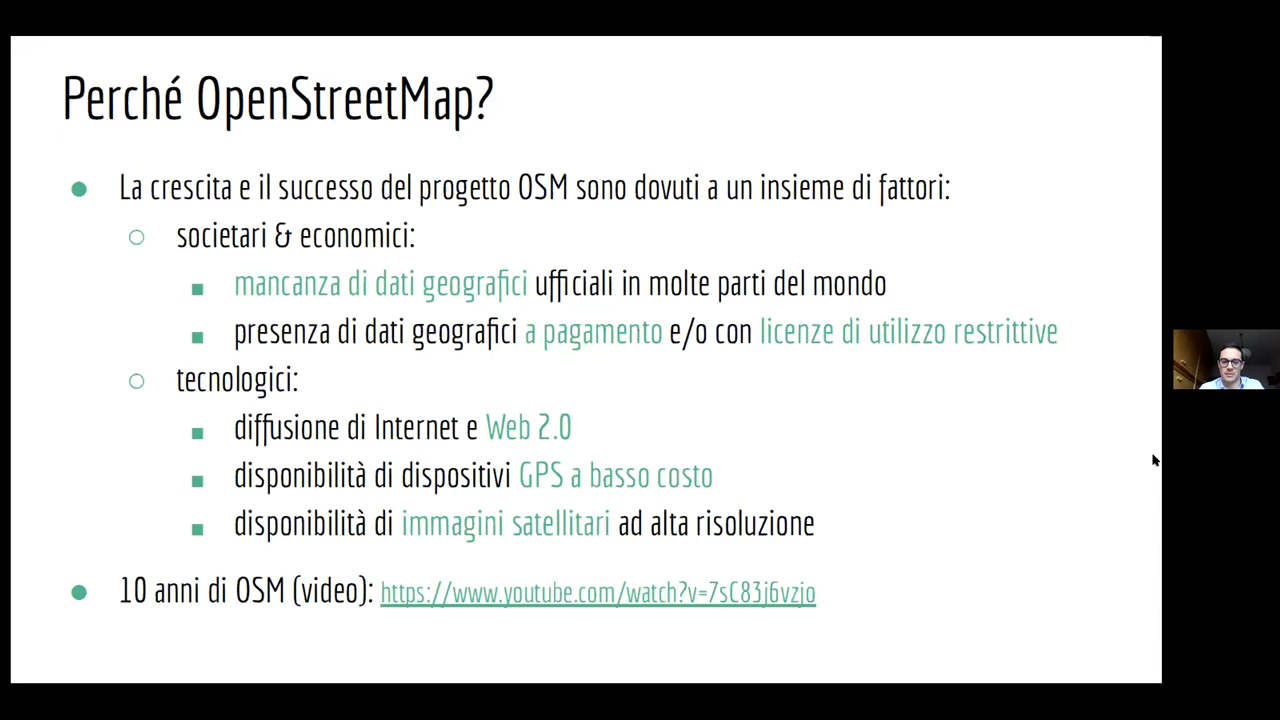 Perché OpenStreetMap?
La crescita e il successo del progetto OSM sono dovuti a un insieme di fattori:
societari & economici:
mancanza di dati geografici ufficiali in molte parti del mondo
presenza di dati geografici a pagamento e/o con licenze di utilizzo restrittive
tecnologici:
diffusione di Internet e Web 2.0
disponibilità di dispositivi GPS a basso costo
disponibilità di immagini satellitari ad alta risoluzione
10 anni di OSM (video): https://www.youtube.com/watch?v=7sC83j6vzjo